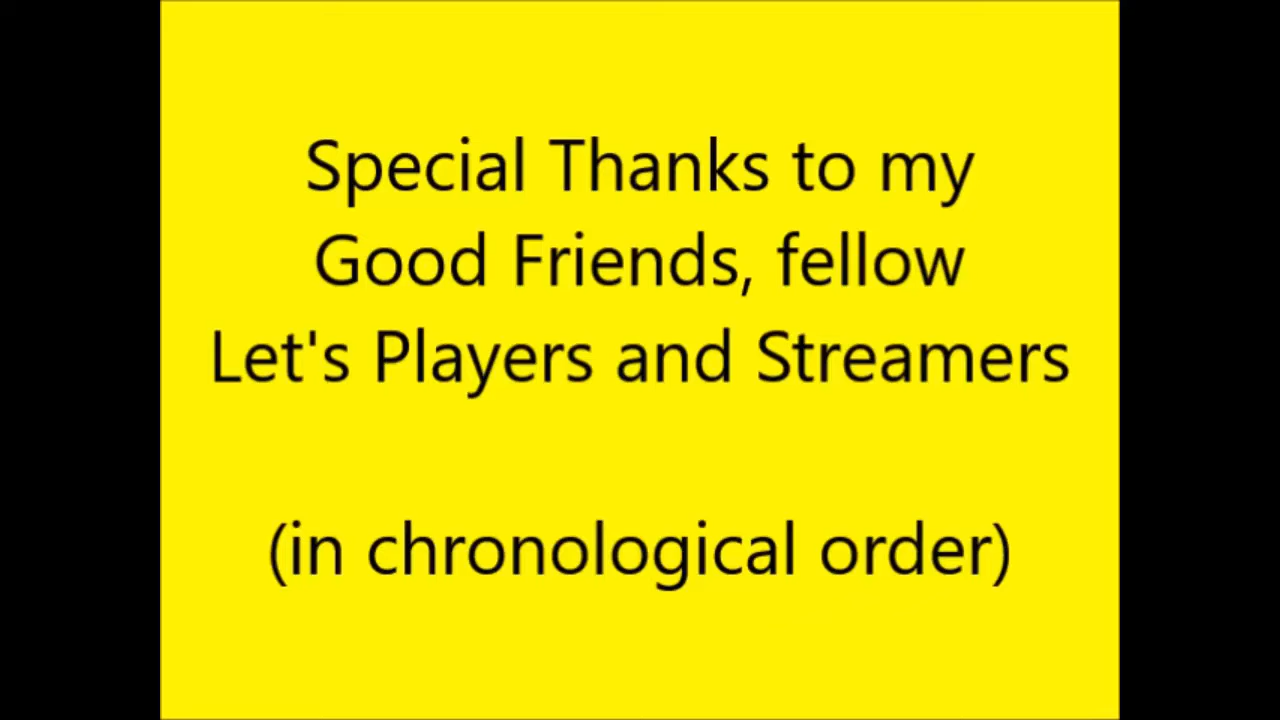 Special Thanks to my
Good Friends, fellow
Let's Players and Streamers
(in chronological order)